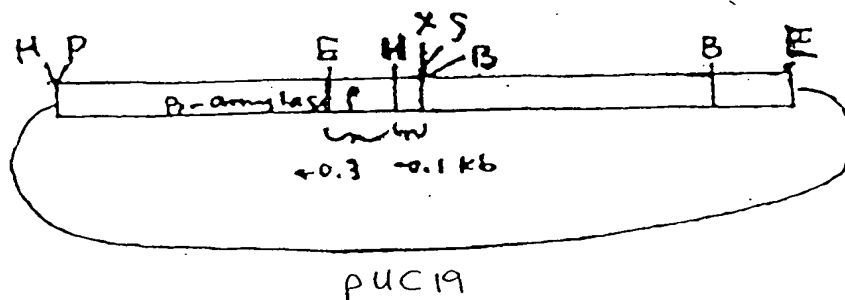 X S
H P E H B B E
β-amylase
~0.3 ~0.1 kb
pUC19